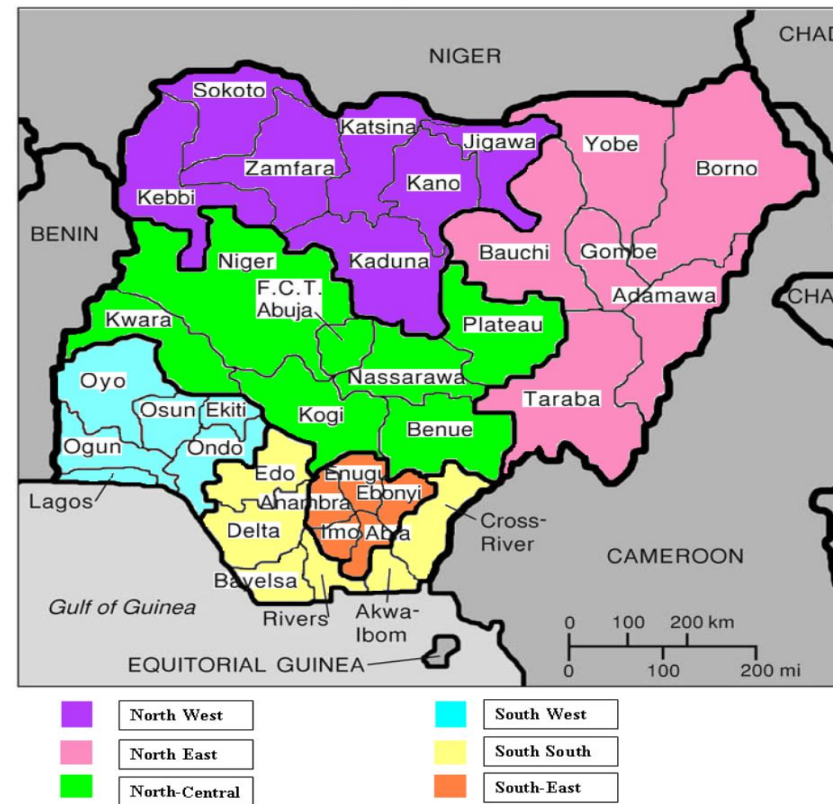 NIGER
CHAD
Sokoto
Katsina
Jigawa
Yobe
Borno
Zamfara
Kano
Kebbi
BENIN
Niger
Kaduna
Bauchi
Gombe
F.C.T.
Abuja
Adamawa
CHA
Kwara
Plateau
Oyo
Nassarawa
Taraba
Osun
Ekiti
Kogi
Benue
Ogun
Ondo
Edo
Enugu
Lagos
Ahambra
Ebonyi
Delta
Imo
Abia
Cross-
River
CAMEROON
Bayelsa
Gulf of Guinea
Rivers
Akwa-
Ibom
0 100 200 km
0 100 200 mi
EQUITORIAL GUINEA
North West
South West
North East
South South
North-Central
South-East